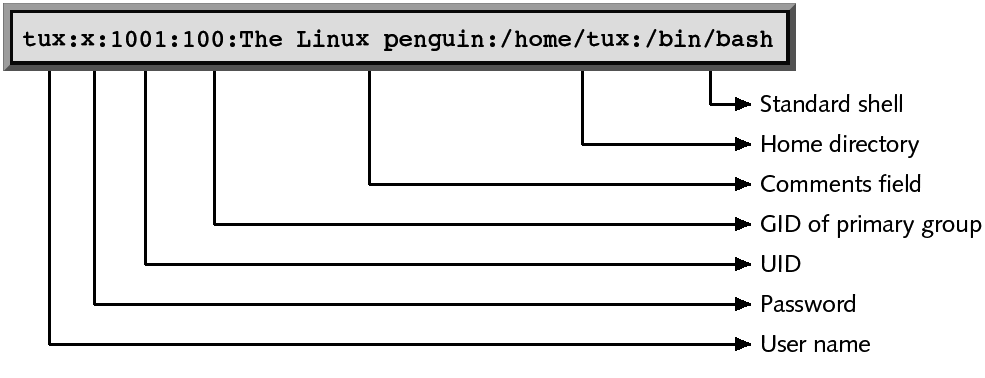 tux:x:1001:100:The Linux penguin:/home/tux:/bin/bash
Standard shell
Home directory
Comments field
GID of primary group
UID
Password
User name